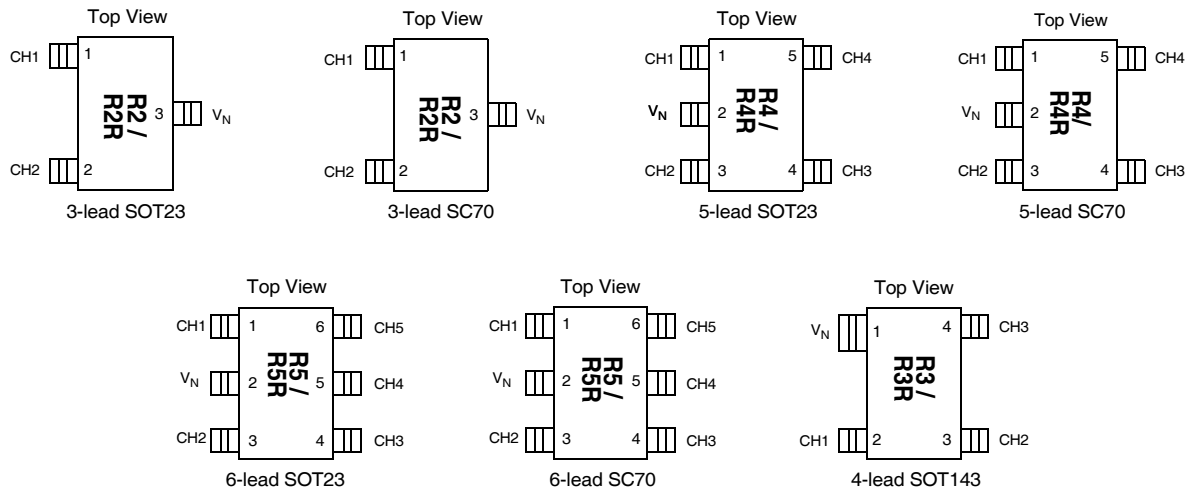 Top View
CH1 1
R2 /
R2R
3 VN
CH2 2
3-lead SOT23
Top View
CH1 1
R2 /
R2R
3 VN
CH2 2
3-lead SC70
Top View
CH1 1 5 CH4
VN 2
R4 /
R4R
CH2 3 4 CH3
5-lead SOT23
Top View
CH1 1 5 CH4
VN 2
R4/
R4R
CH2 3 4 CH3
5-lead SC70
Top View
CH1 1 6 CH5
VN 2 5 CH4
R5 /
R5R
CH2 3 4 CH3
6-lead SOT23
Top View
CH1 1 6 CH5
VN 2 5 CH4
R5 /
R5R
CH2 3 4 CH3
6-lead SC70
Top View
VN 1 4 CH3
R3 /
R3R
CH1 2 3 CH2
4-lead SOT143